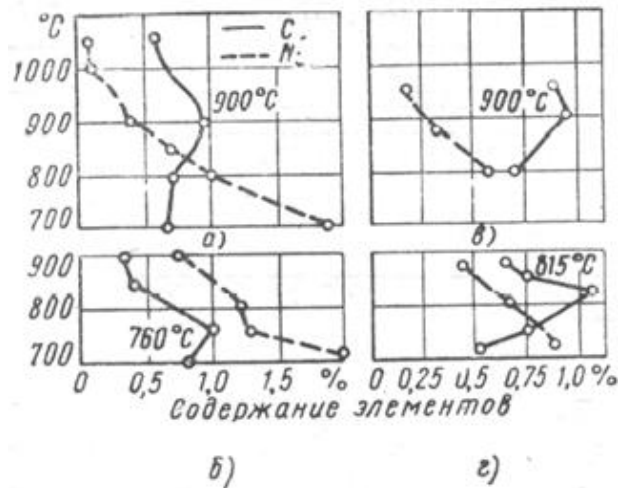 °C
C
N
1000
900°C
900°C
900
800
700
а)
в)
900
815°C
800
760°C
700
0 0,5 1,0 1,5 % 0 0,25 0,5 0,75 1,0 %
Содержание элементов
б)
г)